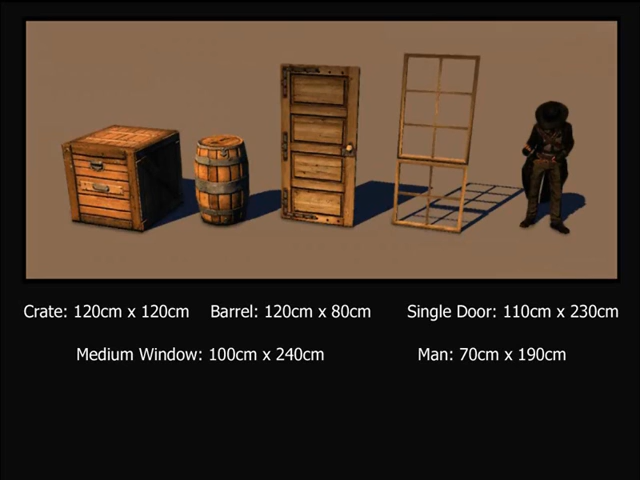 Crate: 120cm x 120cm Barrel: 120cm x 80cm Single Door: 110cm x 230cm
Medium Window: 100cm x 240cm Man: 70cm x 190cm